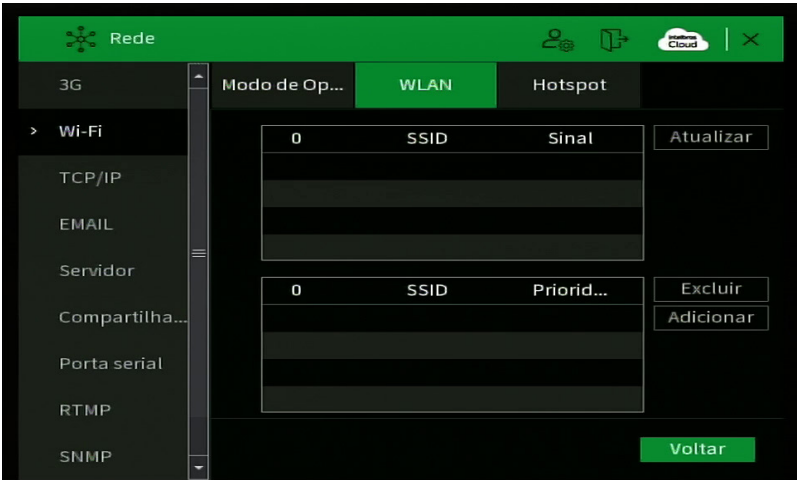 Rede
intelbras
Cloud
3G
Modo de Op...
WLAN
Hotspot
> Wi-Fi
0 SSID Sinal
Atualizar
TCP/IP
EMAIL
Servidor
0 SSID Priorid...
Excluir
Compartilha...
Adicionar
Porta serial
RTMP
SNMP
Voltar